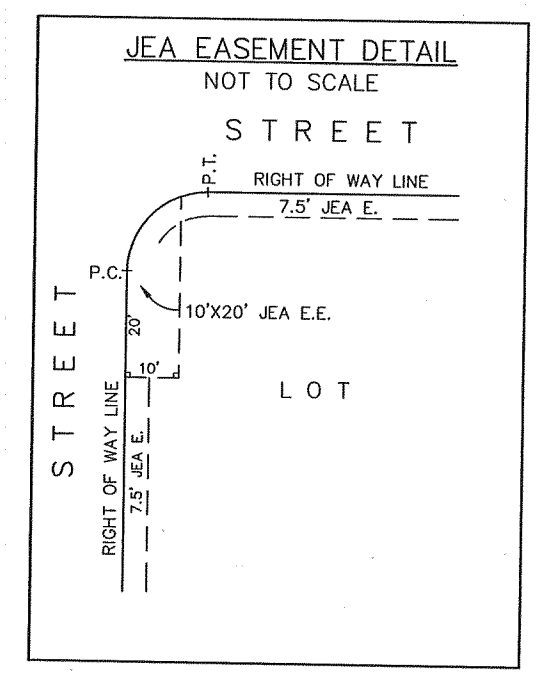 JEA EASEMENT DETAIL
NOT TO SCALE
STREET
P.T.
RIGHT OF WAY LINE
7.5' JEA E.
P.C.
10'X20' JEA E.E.
20'
10'
LOT
STREET
RIGHT OF WAY LINE
7.5' JEA E.